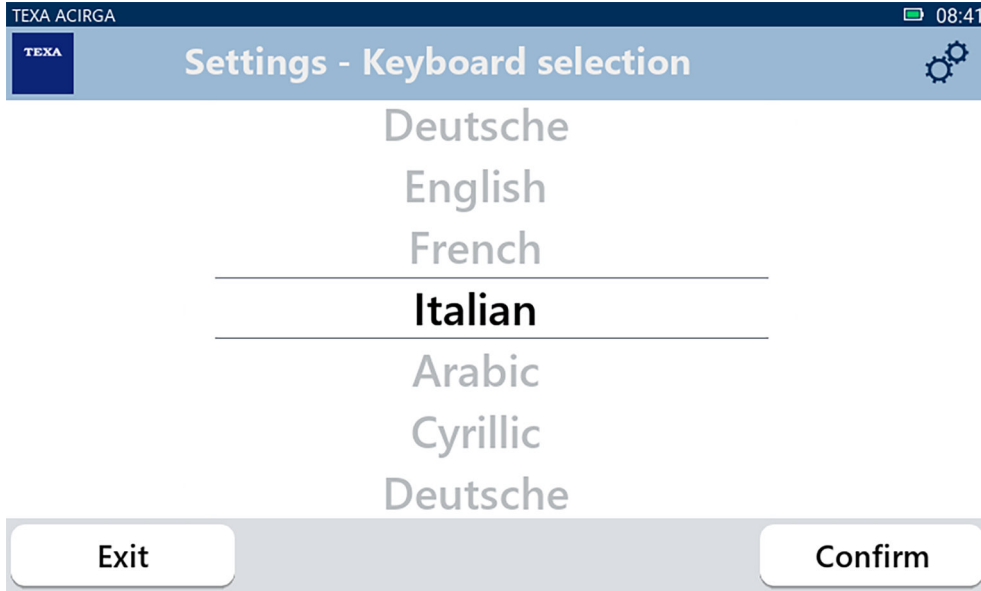 TEXA ACIRGA 08:41
TEXA
Settings - Keyboard selection
Deutsche
English
French
Italian
Arabic
Cyrillic
Deutsche
Exit Confirm